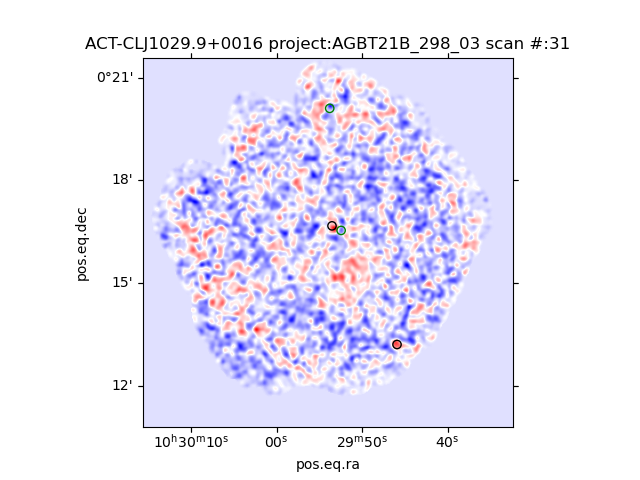 ACT-CLJ1029.9+0016 project:AGBT21B_298_03 scan #:31
0°21'
18'
15'
12'
10ʰ30ᵐ10ˢ 00ˢ 29ᵐ50ˢ 40ˢ
pos.eq.ra
pos.eq.dec